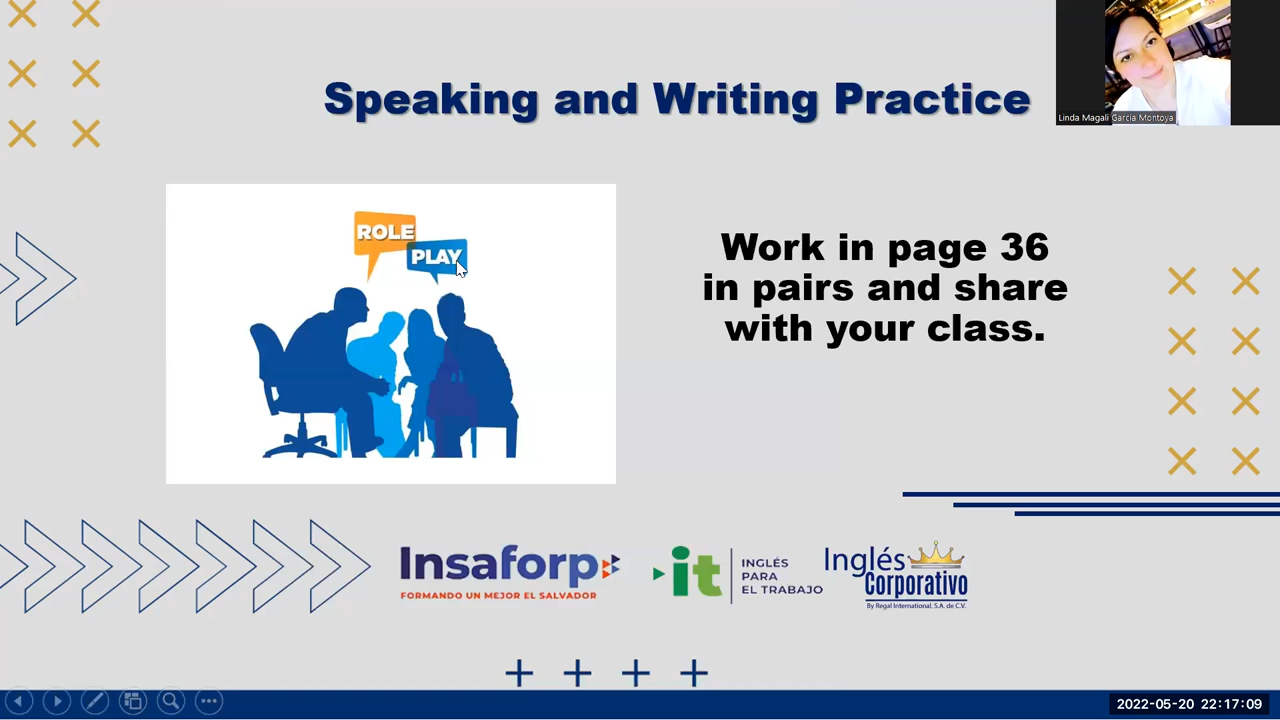 Speaking and Writing Practice
Linda Magali Garcia Montoya
ROLE
PLAY
Work in page 36
in pairs and share
with your class.
Insaforp
FORMANDO UN MEJOR EL SALVADOR
it
INGLÉS
PARA
EL TRABAJO
Inglés
Corporativo
By Regal International, S.A. de C.V.
2022-05-20 22:17:09